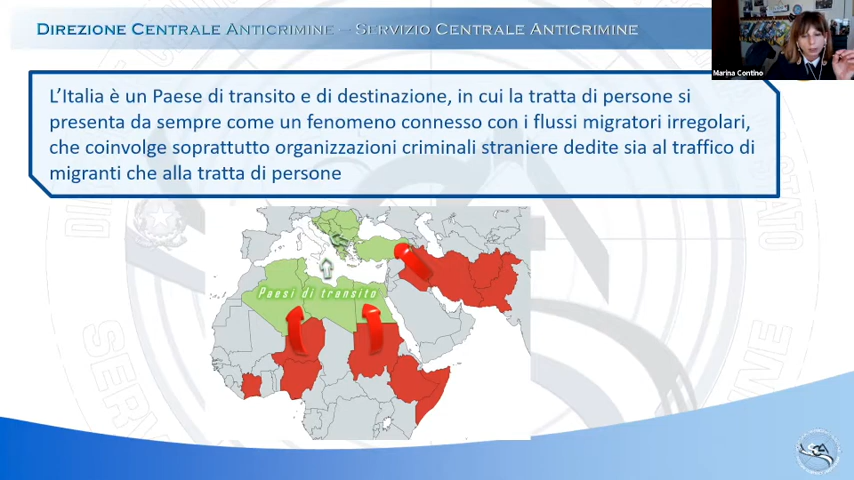 Direzione Centrale Anticrimine – Servizio Centrale Anticrimine
Marina Contino
L'Italia è un Paese di transito e di destinazione, in cui la tratta di persone si
presenta da sempre come un fenomeno connesso con i flussi migratori irregolari,
che coinvolge soprattutto organizzazioni criminali straniere dedite sia al traffico di
migranti che alla tratta di persone
Paesi di transito